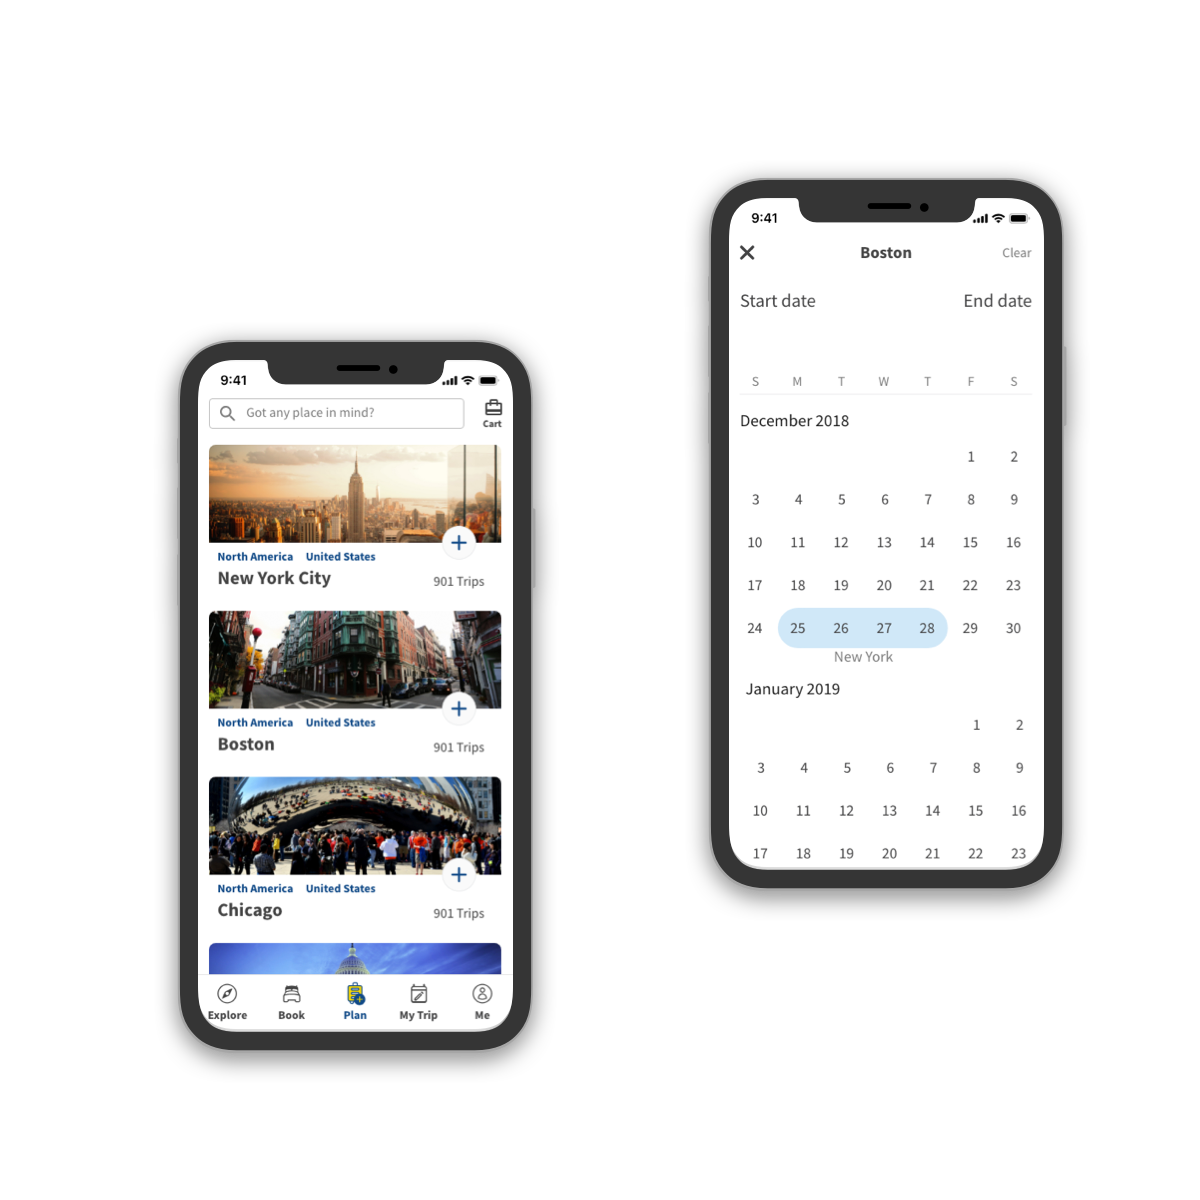 9:41
Got any place in mind?
Cart
North America United States
New York City
901 Trips
North America United States
Boston
901 Trips
North America United States
Chicago
901 Trips
Explore Book Plan My Trip Me
9:41
Boston Clear
Start date End date
S M T W T F S
December 2018
1 2
3 4 5 6 7 8 9
10 11 12 13 14 15 16
17 18 19 20 21 22 23
24 25 26 27 28 29 30
New York
January 2019
1 2
3 4 5 6 7 8 9
10 11 12 13 14 15 16
17 18 19 20 21 22 23